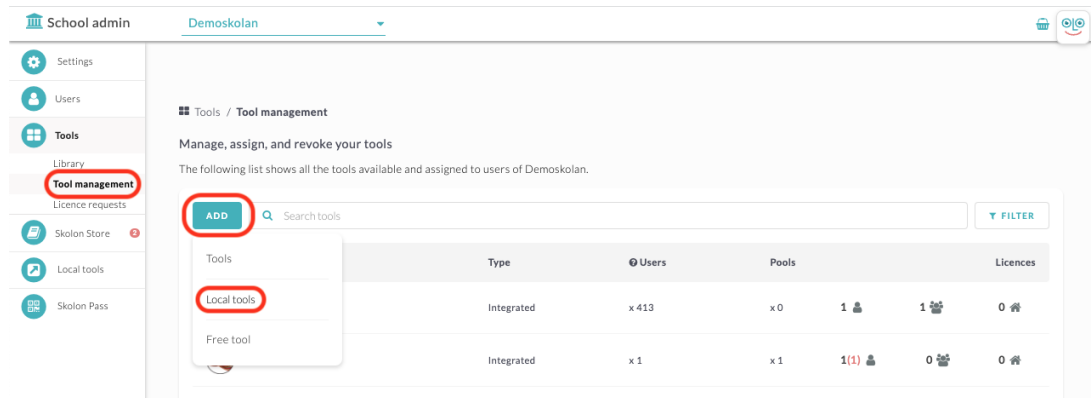 School admin
Demoskolan
Settings
Users
Tools
Library
Tool management
Licence requests
Skolon Store 2
Local tools
Skolon Pass
Tools / Tool management
Manage, assign, and revoke your tools
The following list shows all the tools available and assigned to users of Demoskolan.
ADD
Search tools
FILTER
Tools
Local tools
Free tool
Type Users Pools Licences
Integrated x 413 x 0 1 1 0
Integrated x 1 x 1 1(1) 0 0